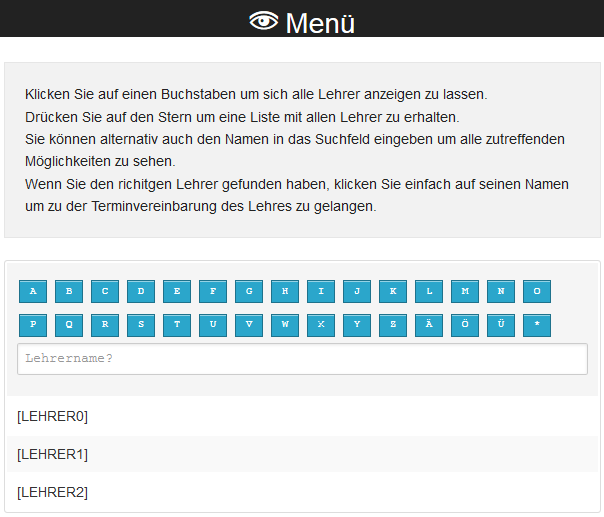 Menü
Klicken Sie auf einen Buchstaben um sich alle Lehrer anzeigen zu lassen.
Drücken Sie auf den Stern um eine Liste mit allen Lehrer zu erhalten.
Sie können alternativ auch den Namen in das Suchfeld eingeben um alle zutreffenden
Möglichkeiten zu sehen.
Wenn Sie den richitgen Lehrer gefunden haben, klicken Sie einfach auf seinen Namen
um zu der Terminvereinbarung des Lehres zu gelangen.
A B C D E F G H I J K L M N O
P Q R S T U V W X Y Z Ä Ö Ü *
Lehrername?
[LEHRER0]
[LEHRER1]
[LEHRER2]